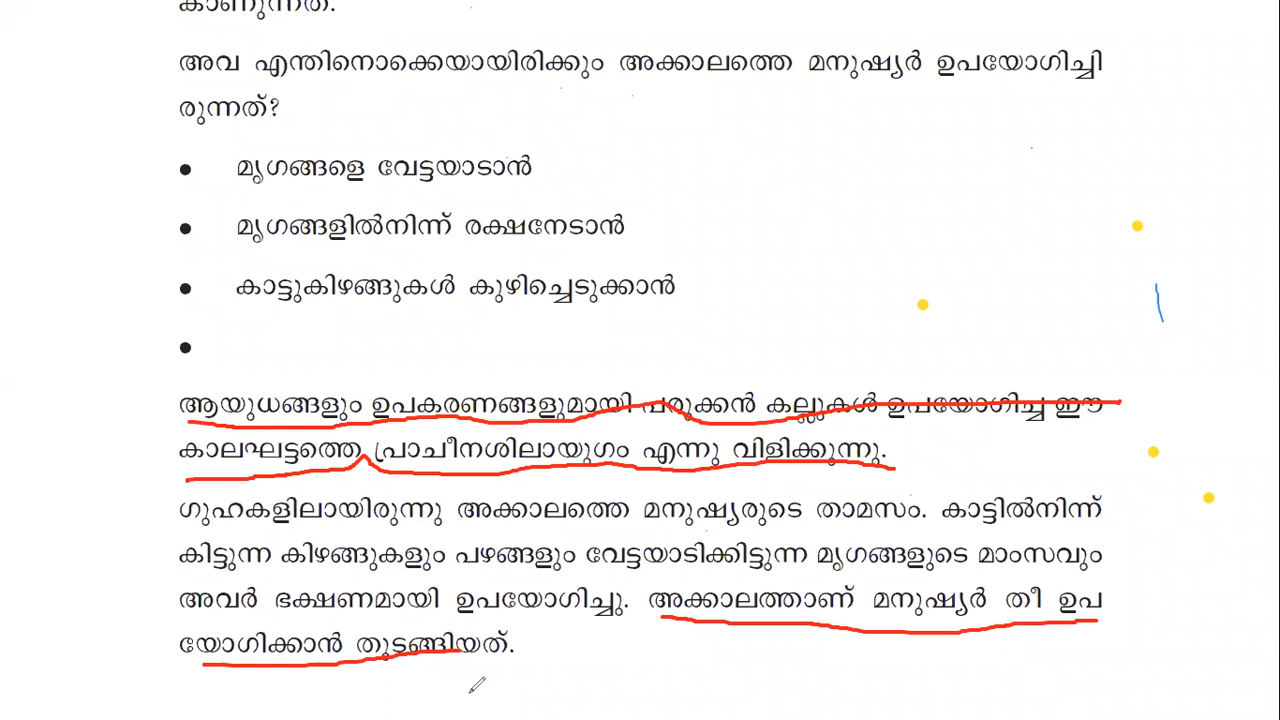 കാണുന്നത്.
അവ എന്തിനൊക്കെയായിരിക്കും അക്കാലത്തെ മനുഷ്യർ ഉപയോഗിച്ചി
രുന്നത്?
● മൃഗങ്ങളെ വേട്ടയാടാൻ
● മൃഗങ്ങളിൽനിന്ന് രക്ഷനേടാൻ
● കാട്ടുകിഴങ്ങുകൾ കുഴിച്ചെടുക്കാൻ
●
ആയുധങ്ങളും ഉപകരണങ്ങളുമായി പരുക്കൻ കല്ലുകൾ ഉപയോഗിച്ച ഈ
കാലഘട്ടത്തെ പ്രാചീനശിലായുഗം എന്നു വിളിക്കുന്നു.
ഗുഹകളിലായിരുന്നു അക്കാലത്തെ മനുഷ്യരുടെ താമസം. കാട്ടിൽനിന്ന്
കിട്ടുന്ന കിഴങ്ങുകളും പഴങ്ങളും വേട്ടയാടിക്കിട്ടുന്ന മൃഗങ്ങളുടെ മാംസവും
അവർ ഭക്ഷണമായി ഉപയോഗിച്ചു. അക്കാലത്താണ് മനുഷ്യർ തീ ഉപ
യോഗിക്കാൻ തുടങ്ങിയത്.